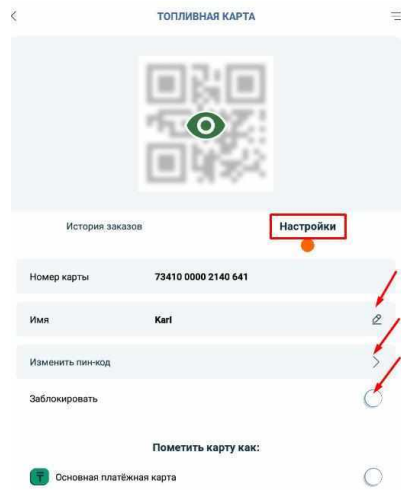 ТОПЛИВНАЯ КАРТА
История заказов Настройки
Номер карты 73410 0000 2140 641
Имя Karl
Изменить пин-код
Заблокировать
Пометить карту как:
Основная платёжная карта